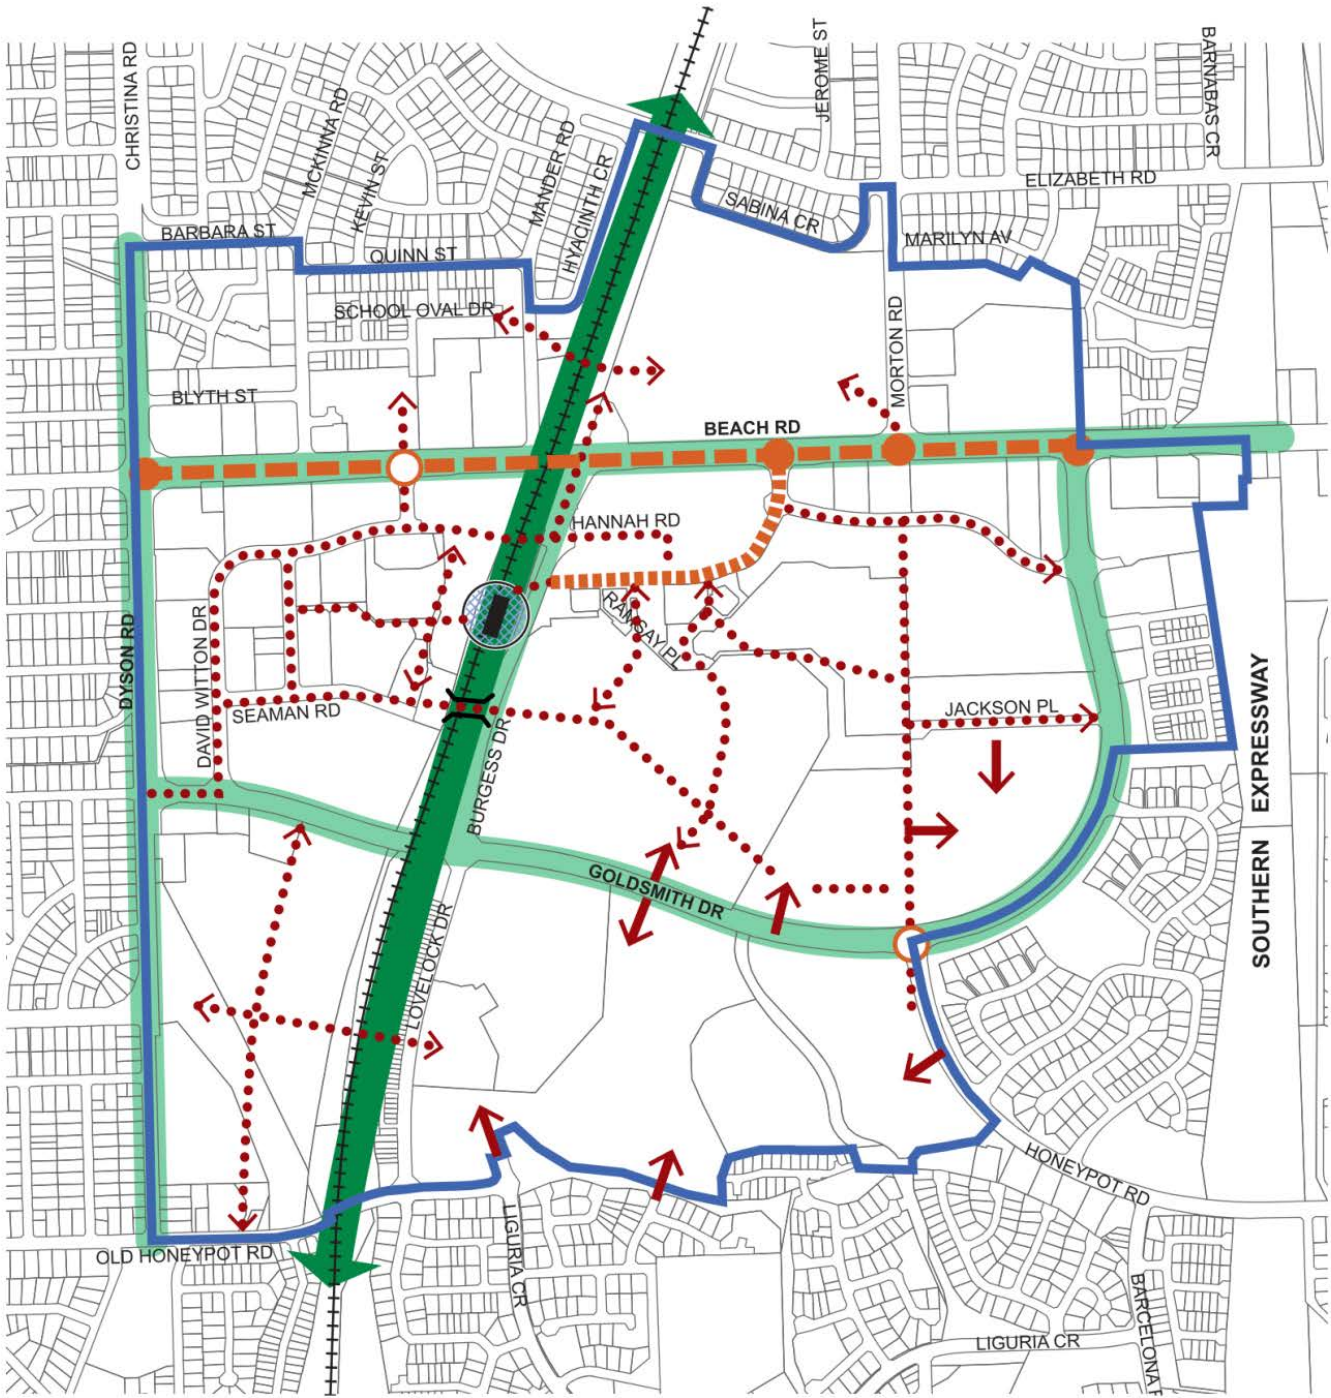 CHRISTINA RD
MCKINNA RD
KEVIN ST
MANDER RD
HYACINTH CR
JEROME ST
BARNABAS CR
ELIZABETH RD
SABINA CR
MARILYN AV
BARBARA ST
QUINN ST
SCHOOL OVAL DR
MORTON RD
BLYTH ST
BEACH RD
HANNAH RD
RAMSAY PL
DYSON RD
DAVID WITTON DR
SEAMAN RD
JACKSON PL
BURGESS DR
SOUTHERN EXPRESSWAY
GOLDSMITH DR
LOVELOCK DR
HONEYPOT RD
OLD HONEYPOT RD
LIGURIA CR
BARCELONA
LIGURIA CR